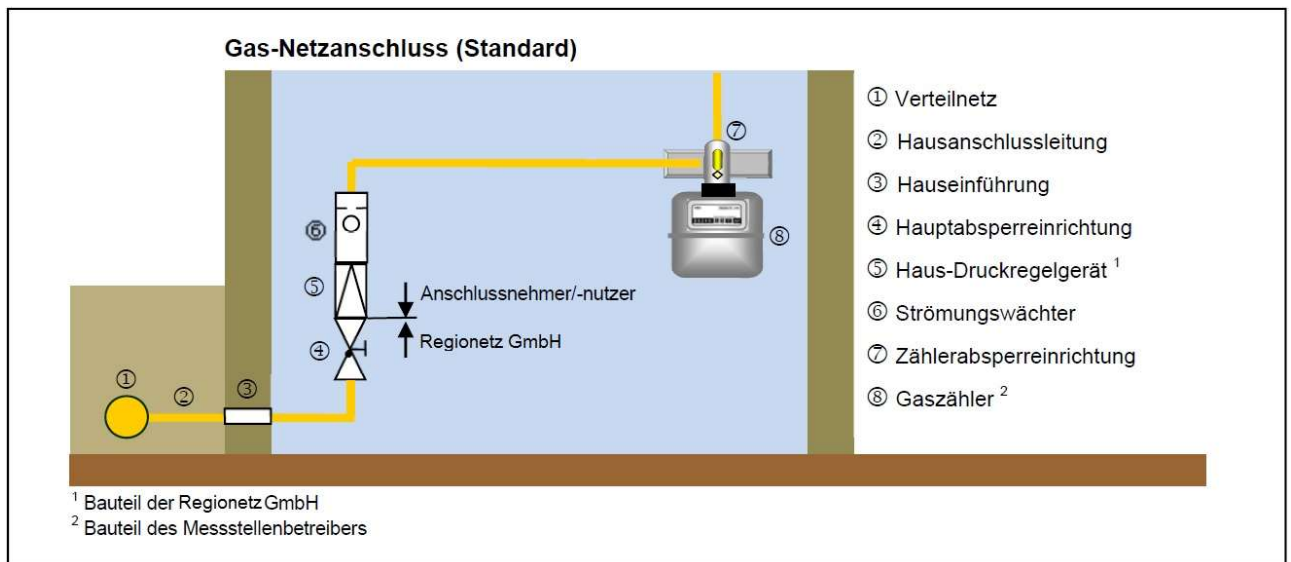 Gas-Netzanschluss (Standard)
① Verteilnetz
② Hausanschlussleitung
③ Hauseinführung
④ Hauptabsperreinrichtung
⑤ Haus-Druckregelgerät ¹
⑥ Strömungswächter
⑦ Zählerabsperreinrichtung
⑧ Gaszähler ²
⑦
⑥
⑧
⑤
Anschlussnehmer/-nutzer
Regionetz GmbH
④
①
②
③
¹ Bauteil der Regionetz GmbH
² Bauteil des Messstellenbetreibers